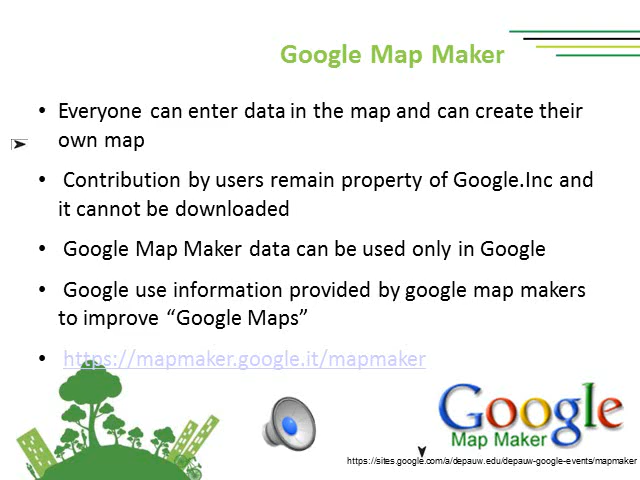 Google Map Maker
• Everyone can enter data in the map and can create their
own map
• Contribution by users remain property of Google.Inc and
it cannot be downloaded
• Google Map Maker data can be used only in Google
• Google use information provided by google map makers
to improve “Google Maps”
• https://mapmaker.google.it/mapmaker
Google
Map Maker
https://sites.google.com/a/depauw.edu/depauw-google-events/mapmaker